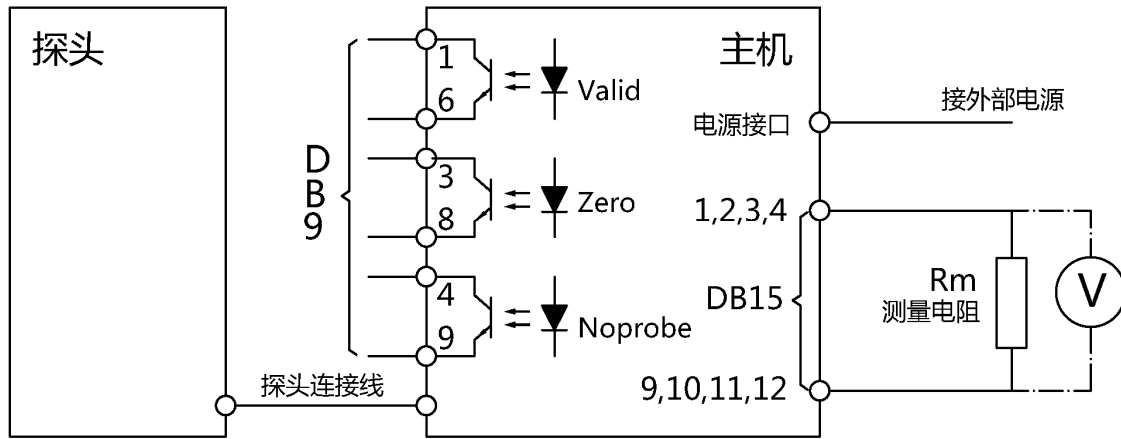 探头
主机
1
6
Valid
3
8
Zero
4
9
Noprobe
D
B
9
探头连接线
电源接口
接外部电源
1,2,3,4
DB15
9,10,11,12
Rm
测量电阻
V